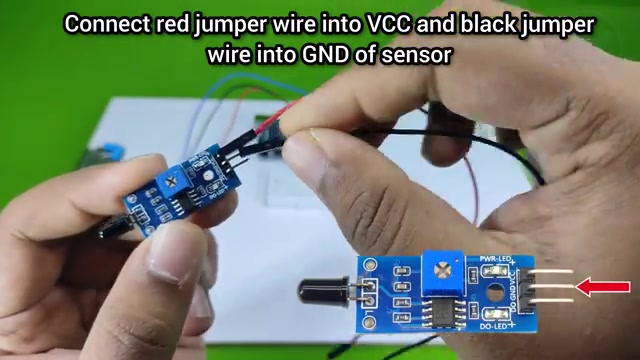 Connect red jumper wire into VCC and black jumper
wire into GND of sensor
PWR-LED
DO GND VCC
DO-LED